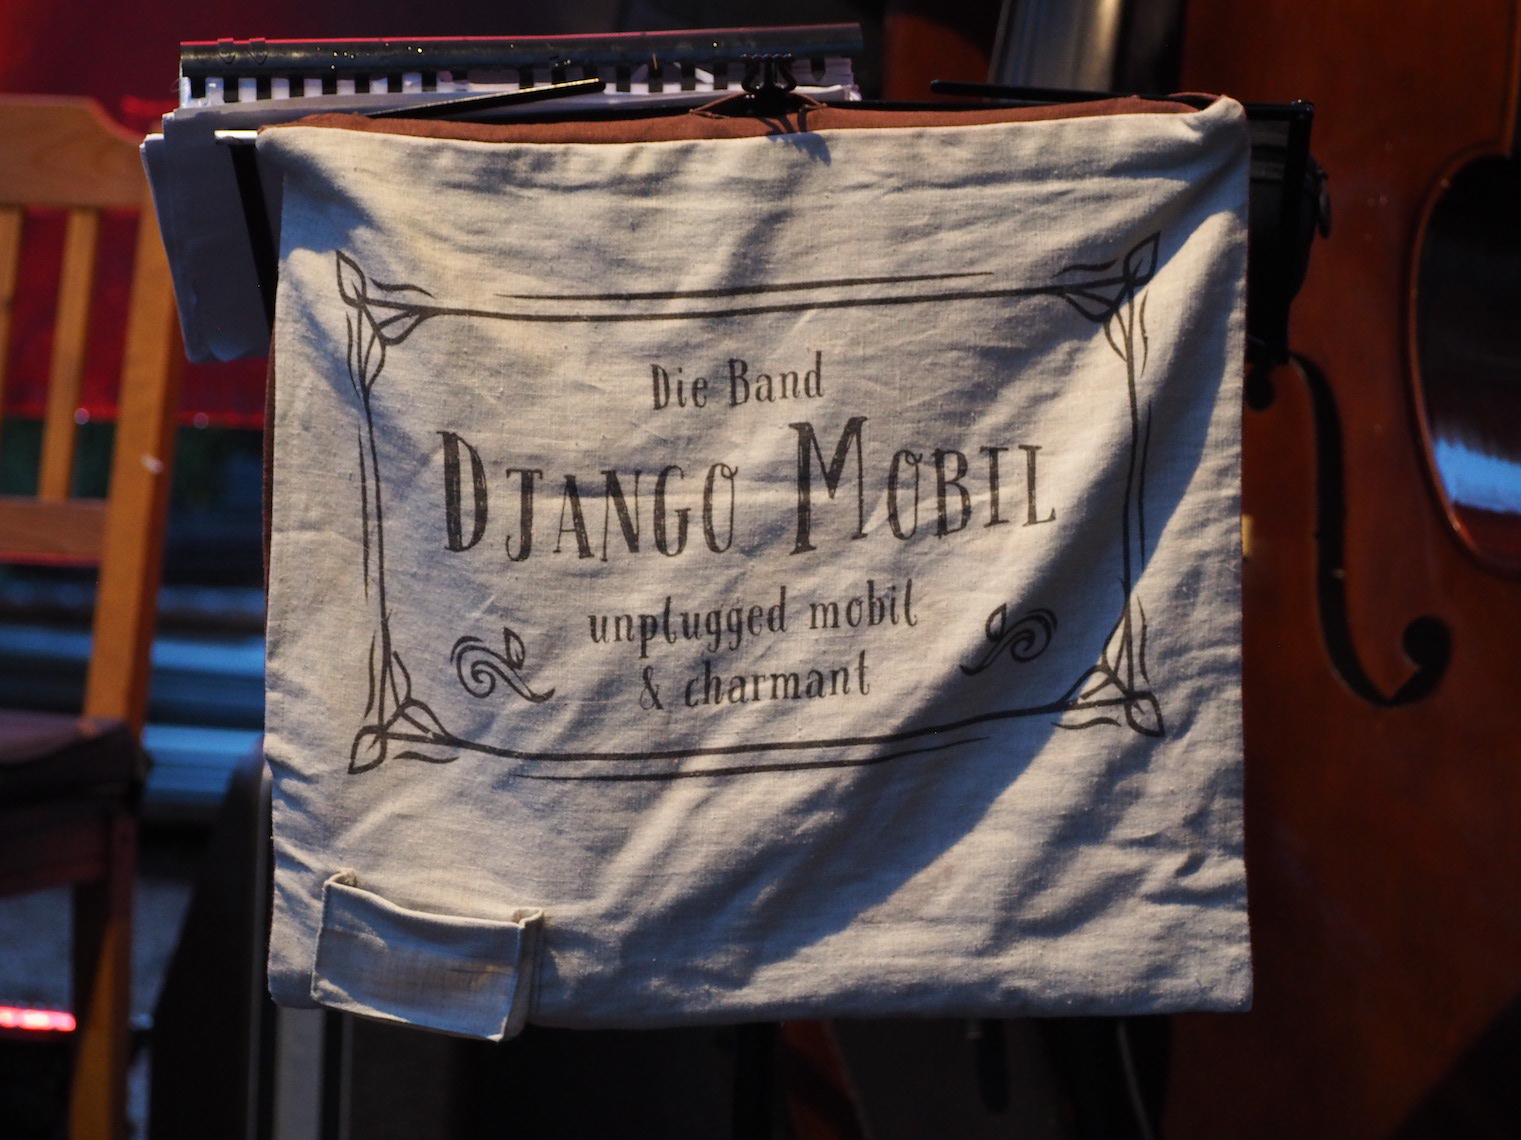 Die Band
DJANGO MOBIL
unplugged mobil
& charmant